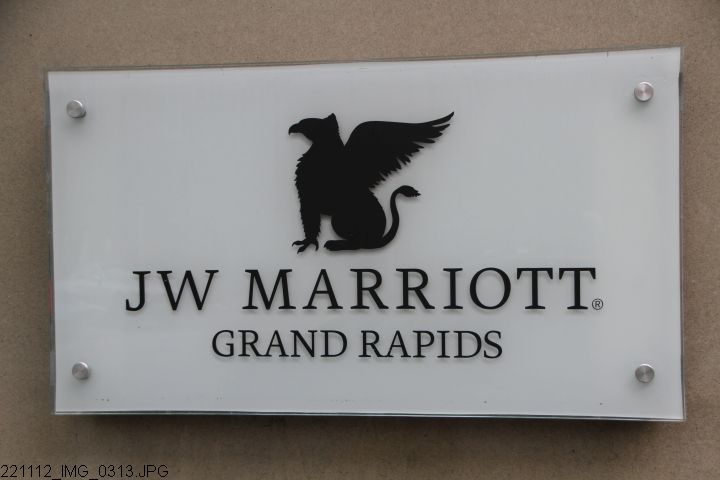 JW MARRIOTT®
GRAND RAPIDS
221112_IMG_0313.JPG